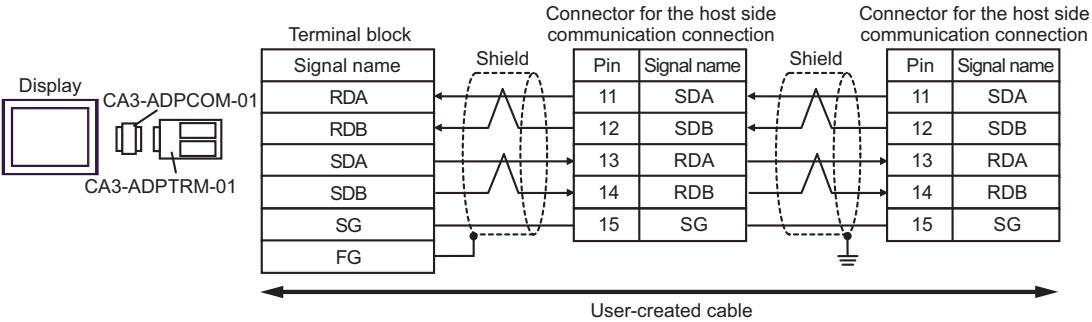 Display
CA3-ADPCOM-01
CA3-ADPTRM-01
Terminal block
Signal name
RDA
RDB
SDA
SDB
SG
FG
Shield
Connector for the host side
communication connection
Pin Signal name
11 SDA
12 SDB
13 RDA
14 RDB
15 SG
Shield
Connector for the host side
communication connection
Pin Signal name
11 SDA
12 SDB
13 RDA
14 RDB
15 SG
User-created cable